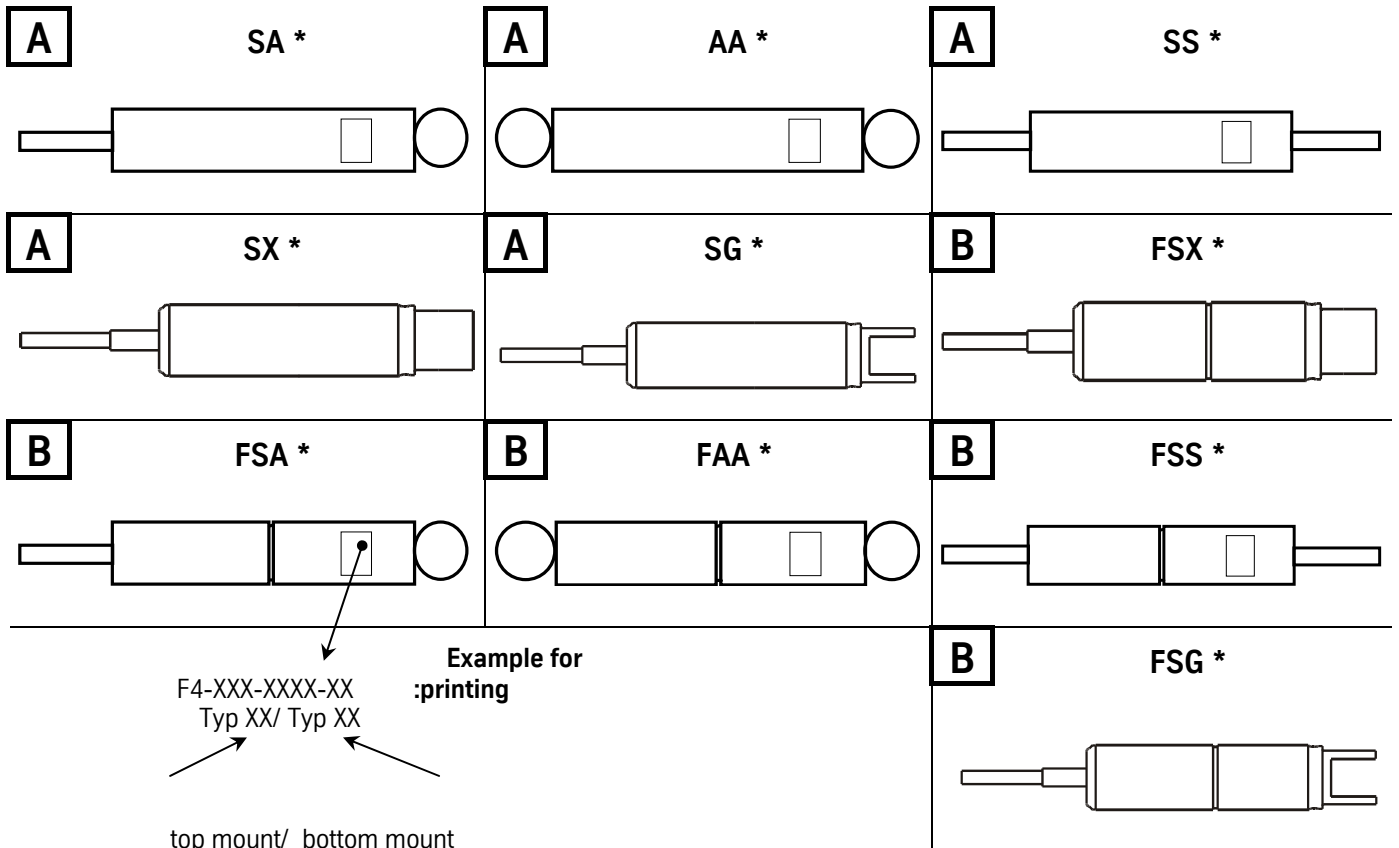 A SA * A AA * A SS *
A SX * A SG * B FSX *
B FSA * B FAA * B FSS *
Example for
:printing
F4-XXX-XXXX-XX
Typ XX/ Typ XX
top mount/ bottom mount
B FSG *